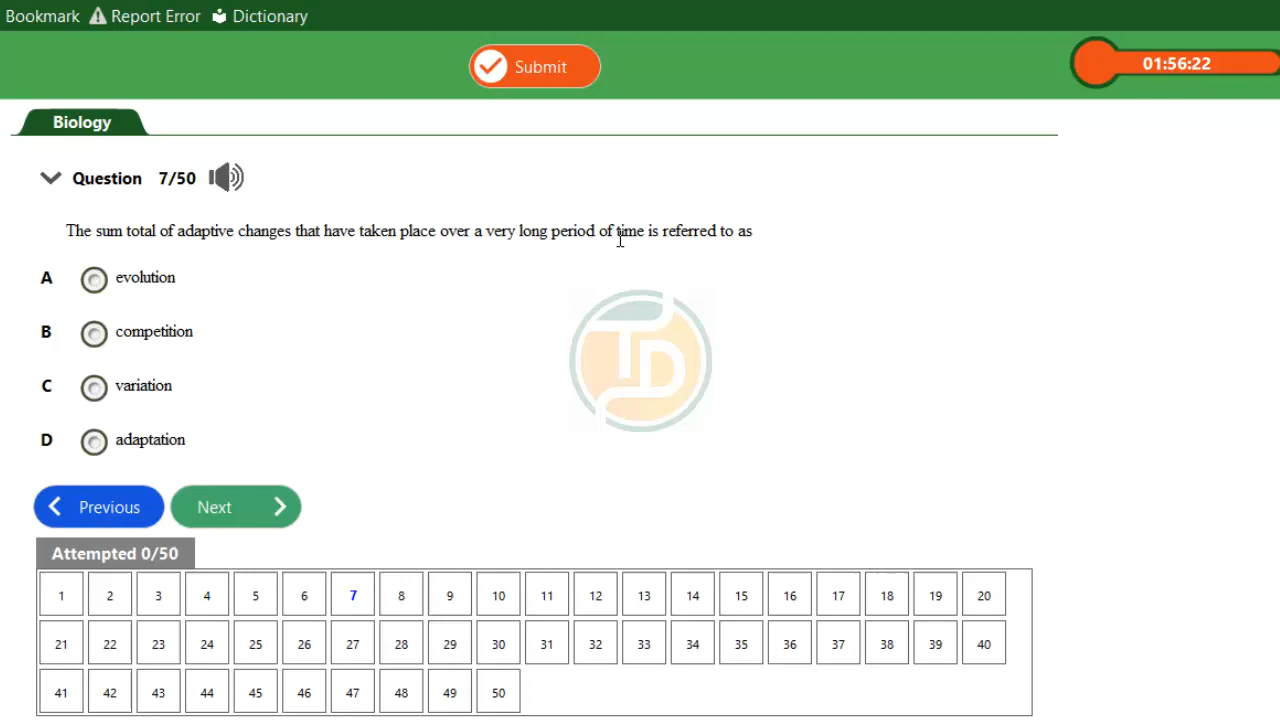 Bookmark Report Error Dictionary
Submit
01:56:22
Biology
Question 7/50
The sum total of adaptive changes that have taken place over a very long period of time is referred to as
A evolution
B competition
C variation
D adaptation
Previous Next
Attempted 0/50
1 2 3 4 5 6 7 8 9 10 11 12 13 14 15 16 17 18 19 20
21 22 23 24 25 26 27 28 29 30 31 32 33 34 35 36 37 38 39 40
41 42 43 44 45 46 47 48 49 50